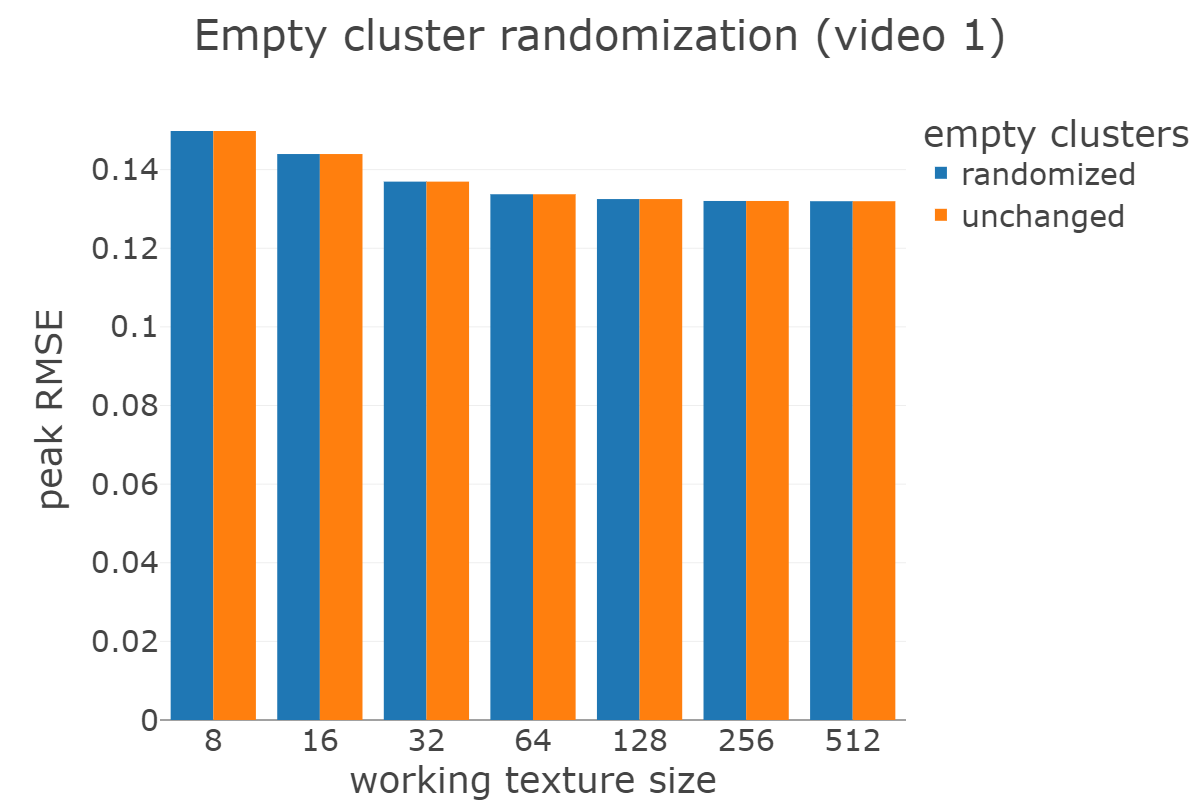 Empty cluster randomization (video 1)
empty clusters
randomized
unchanged
peak RMSE
0.14
0.12
0.1
0.08
0.06
0.04
0.02
0
8 16 32 64 128 256 512
working texture size